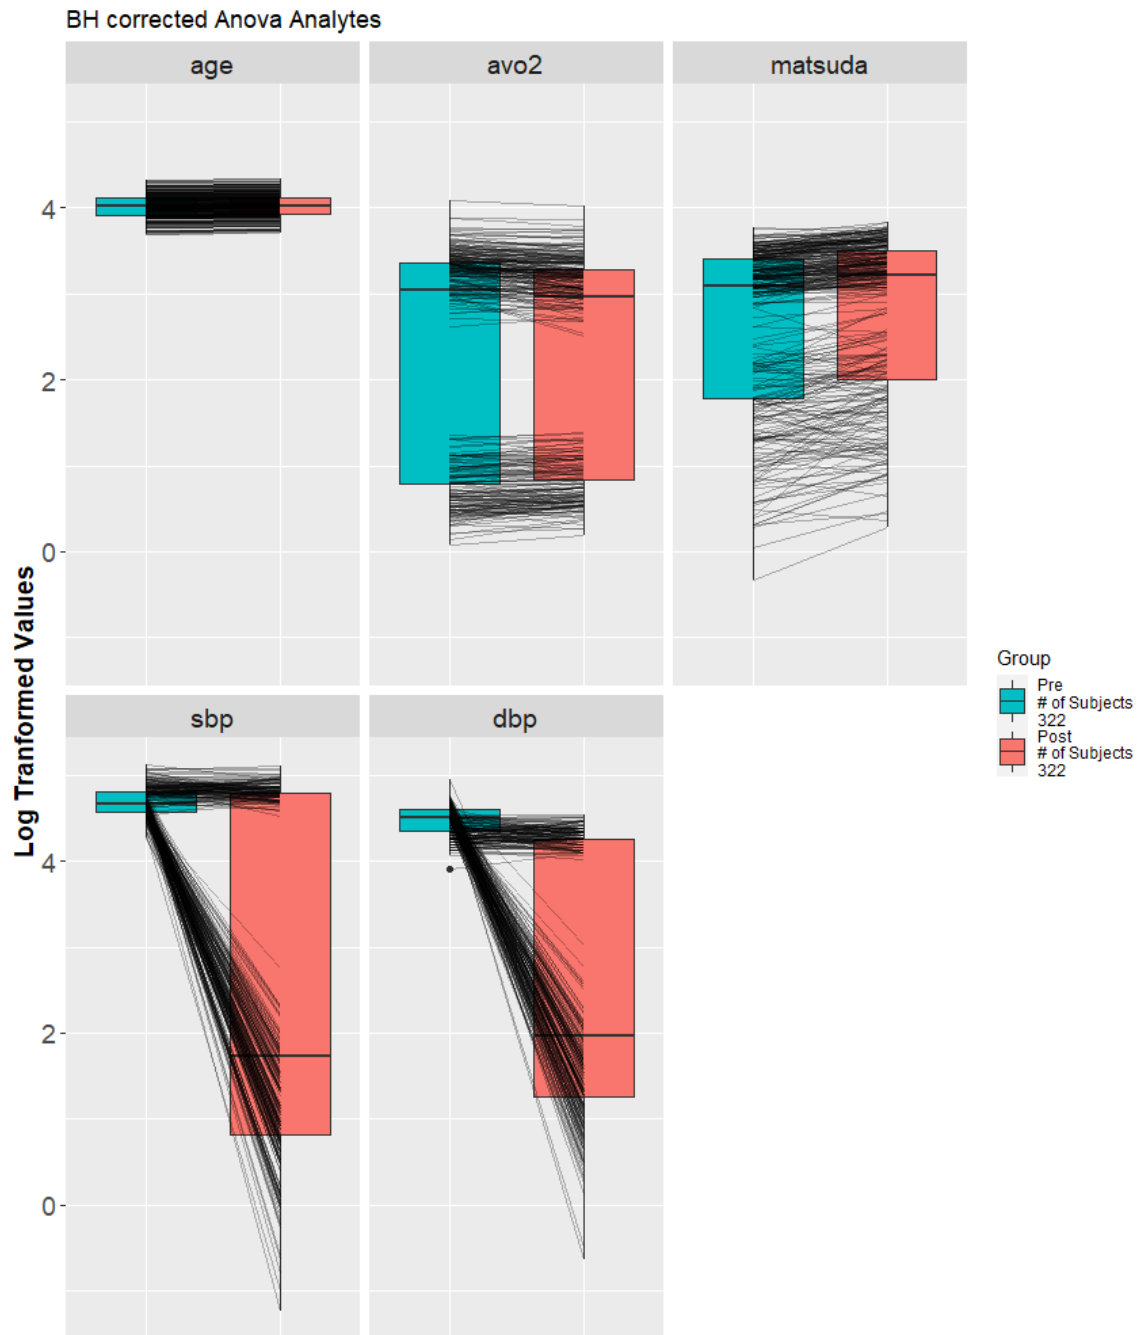 BH corrected Anova Analytes
age
avo2
matsuda
4
2
0
Log Tranformed Values
sbp
dbp
4
2
0
Group
Pre
# of Subjects
322
Post
# of Subjects
322